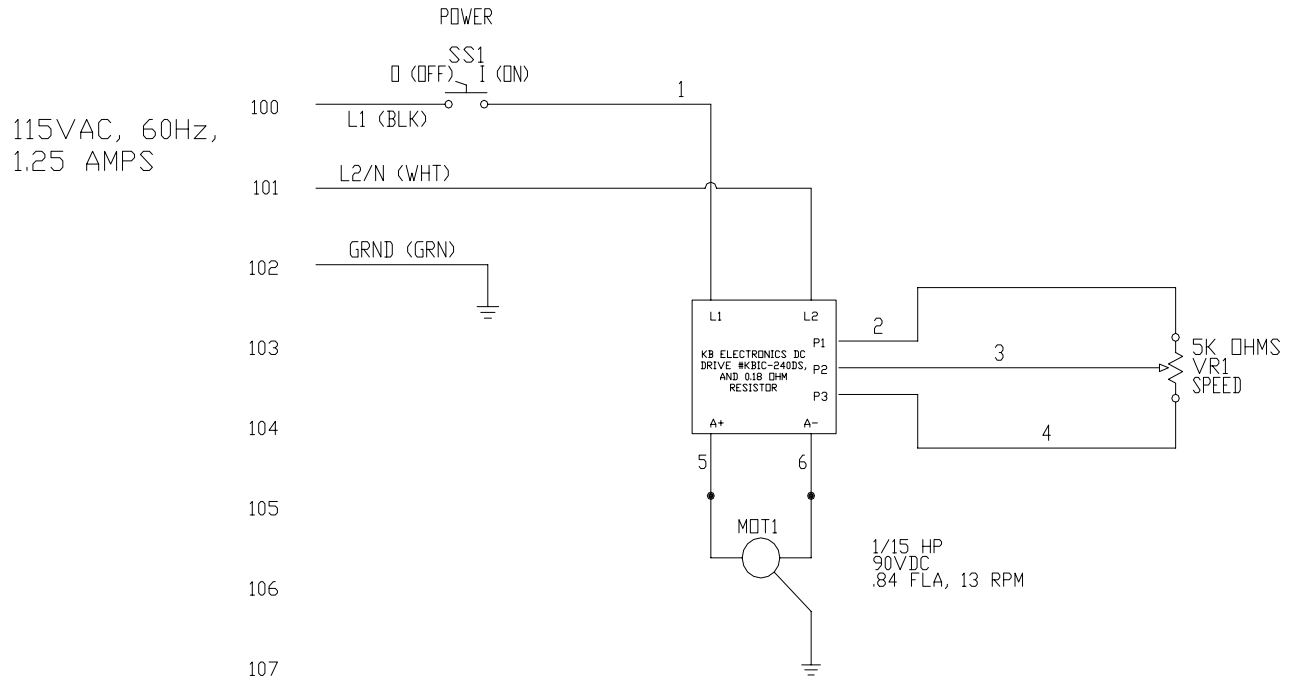 POWER
SS1
O (OFF) I (ON)
100
1
L1 (BLK)
115VAC, 60Hz,
1.25 AMPS
L2/N (WHT)
101
GRND (GRN)
102
L1 L2
2
P1
103
KB ELECTRONICS DC
DRIVE #KBIC-240DS,
AND 0.18 OHM
RESISTOR
P2
3
5K OHMS
VR1
SPEED
P3
104
A+ A-
4
5 6
105
MOT1
1/15 HP
90VDC
.84 FLA, 13 RPM
106
107